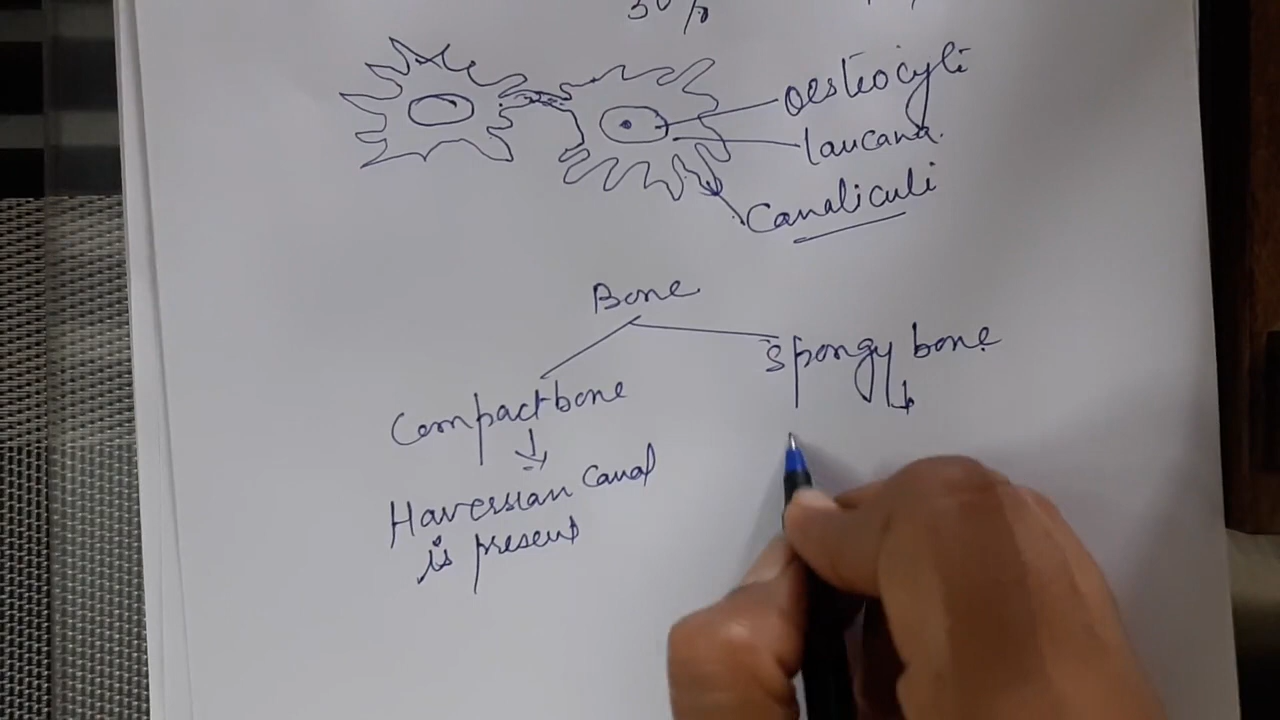 Oesteocyte
laucana.
Canaliculi
Bone
Spongy bone
Compact bone
Haversian Canal
is present